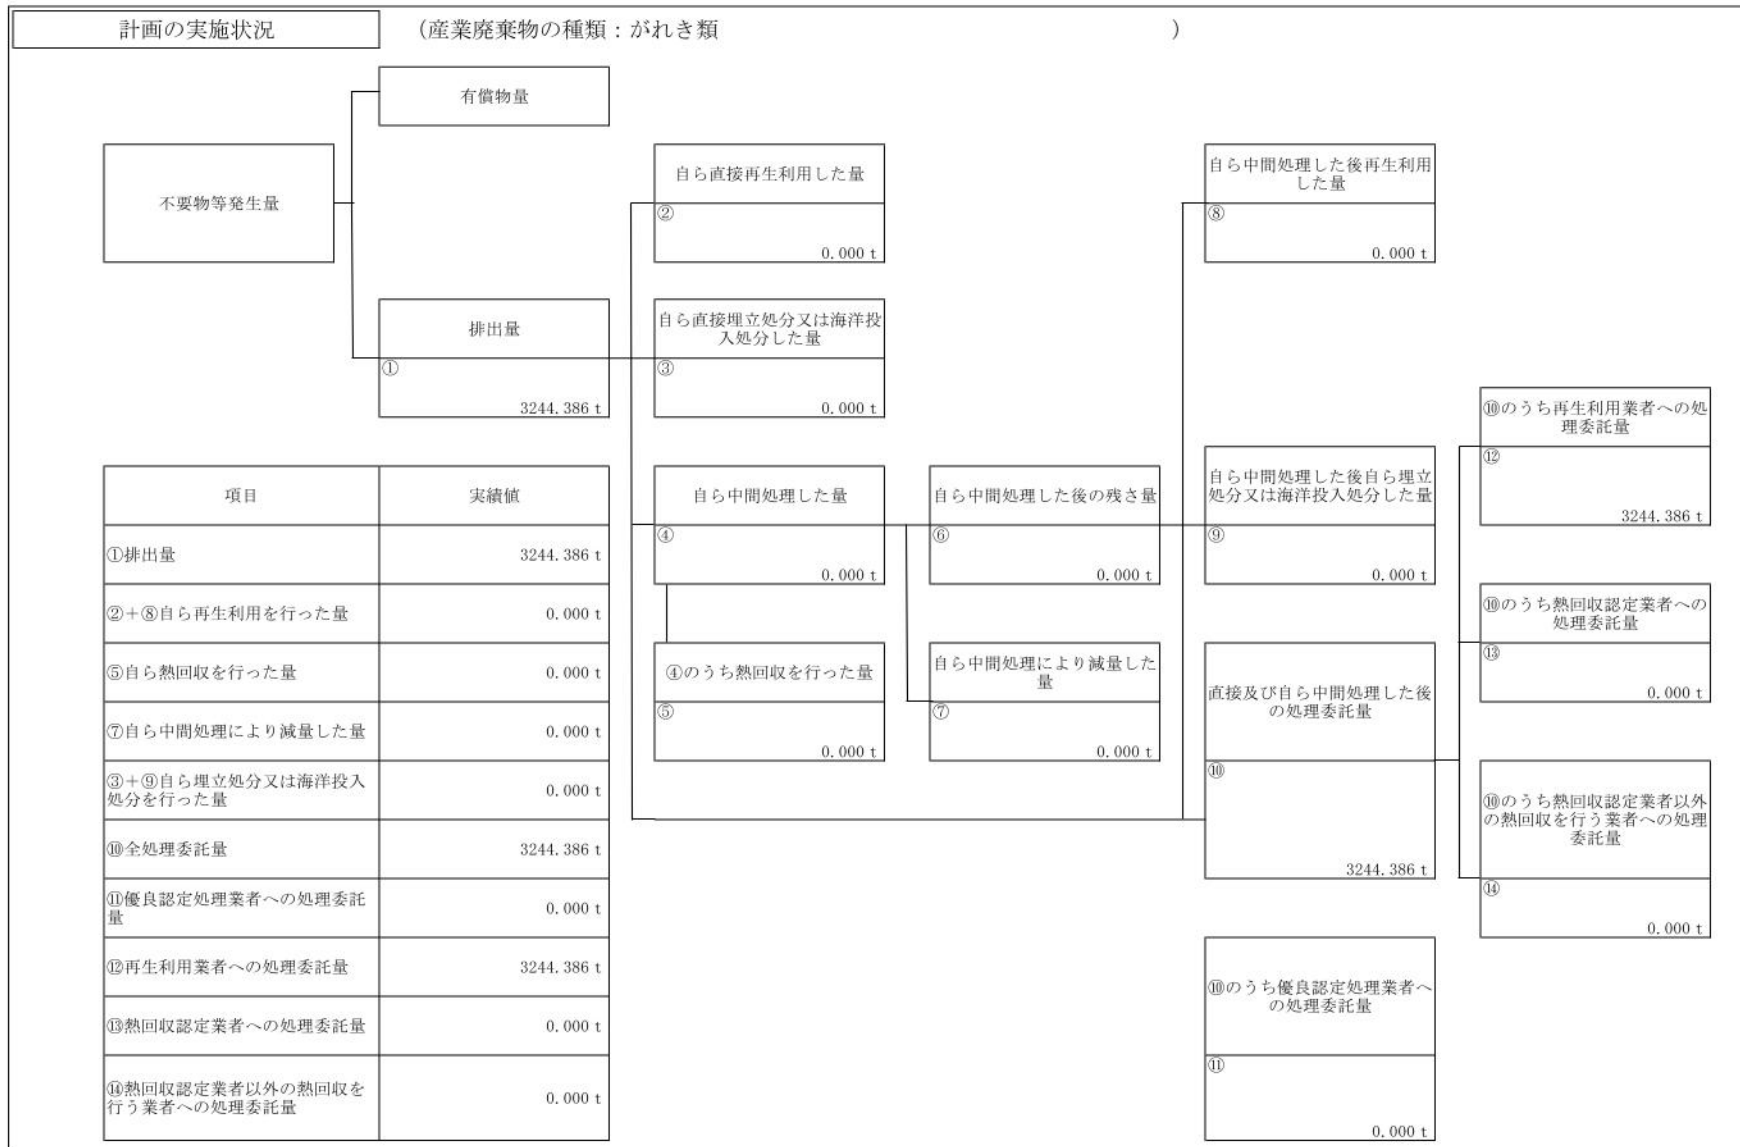 計画の実施状況
(産業廃棄物の種類：がれき類 )
有償物量
不要物等発生量
自ら直接再生利用した量
②
0.000 t
自ら中間処理した後再生利用
した量
⑧
0.000 t
排出量
①
3244.386 t
自ら直接埋立処分又は海洋投
入処分した量
③
0.000 t
⑩のうち再生利用業者への処
理委託量
⑫
3244.386 t
自ら中間処理した量
④
0.000 t
自ら中間処理した後の残さ量
⑥
0.000 t
自ら中間処理した後自ら埋立
処分又は海洋投入処分した量
⑨
0.000 t
⑩のうち熱回収認定業者への
処理委託量
⑬
0.000 t
④のうち熱回収を行った量
⑤
0.000 t
自ら中間処理により減量した
量
⑦
0.000 t
直接及び自ら中間処理した後
の処理委託量
⑩
3244.386 t
⑩のうち熱回収認定業者以外
の熱回収を行う業者への処理
委託量
⑭
0.000 t
⑩のうち優良認定処理業者へ
の処理委託量
⑪
0.000 t
項目 実績値
①排出量 3244.386 t
②＋⑧自ら再生利用を行った量 0.000 t
⑤自ら熱回収を行った量 0.000 t
⑦自ら中間処理により減量した量 0.000 t
③＋⑨自ら埋立処分又は海洋投入
処分を行った量 0.000 t
⑩全処理委託量 3244.386 t
⑪優良認定処理業者への処理委託
量 0.000 t
⑫再生利用業者への処理委託量 3244.386 t
⑬熱回収認定業者への処理委託量 0.000 t
⑭熱回収認定業者以外の熱回収を
行う業者への処理委託量 0.000 t